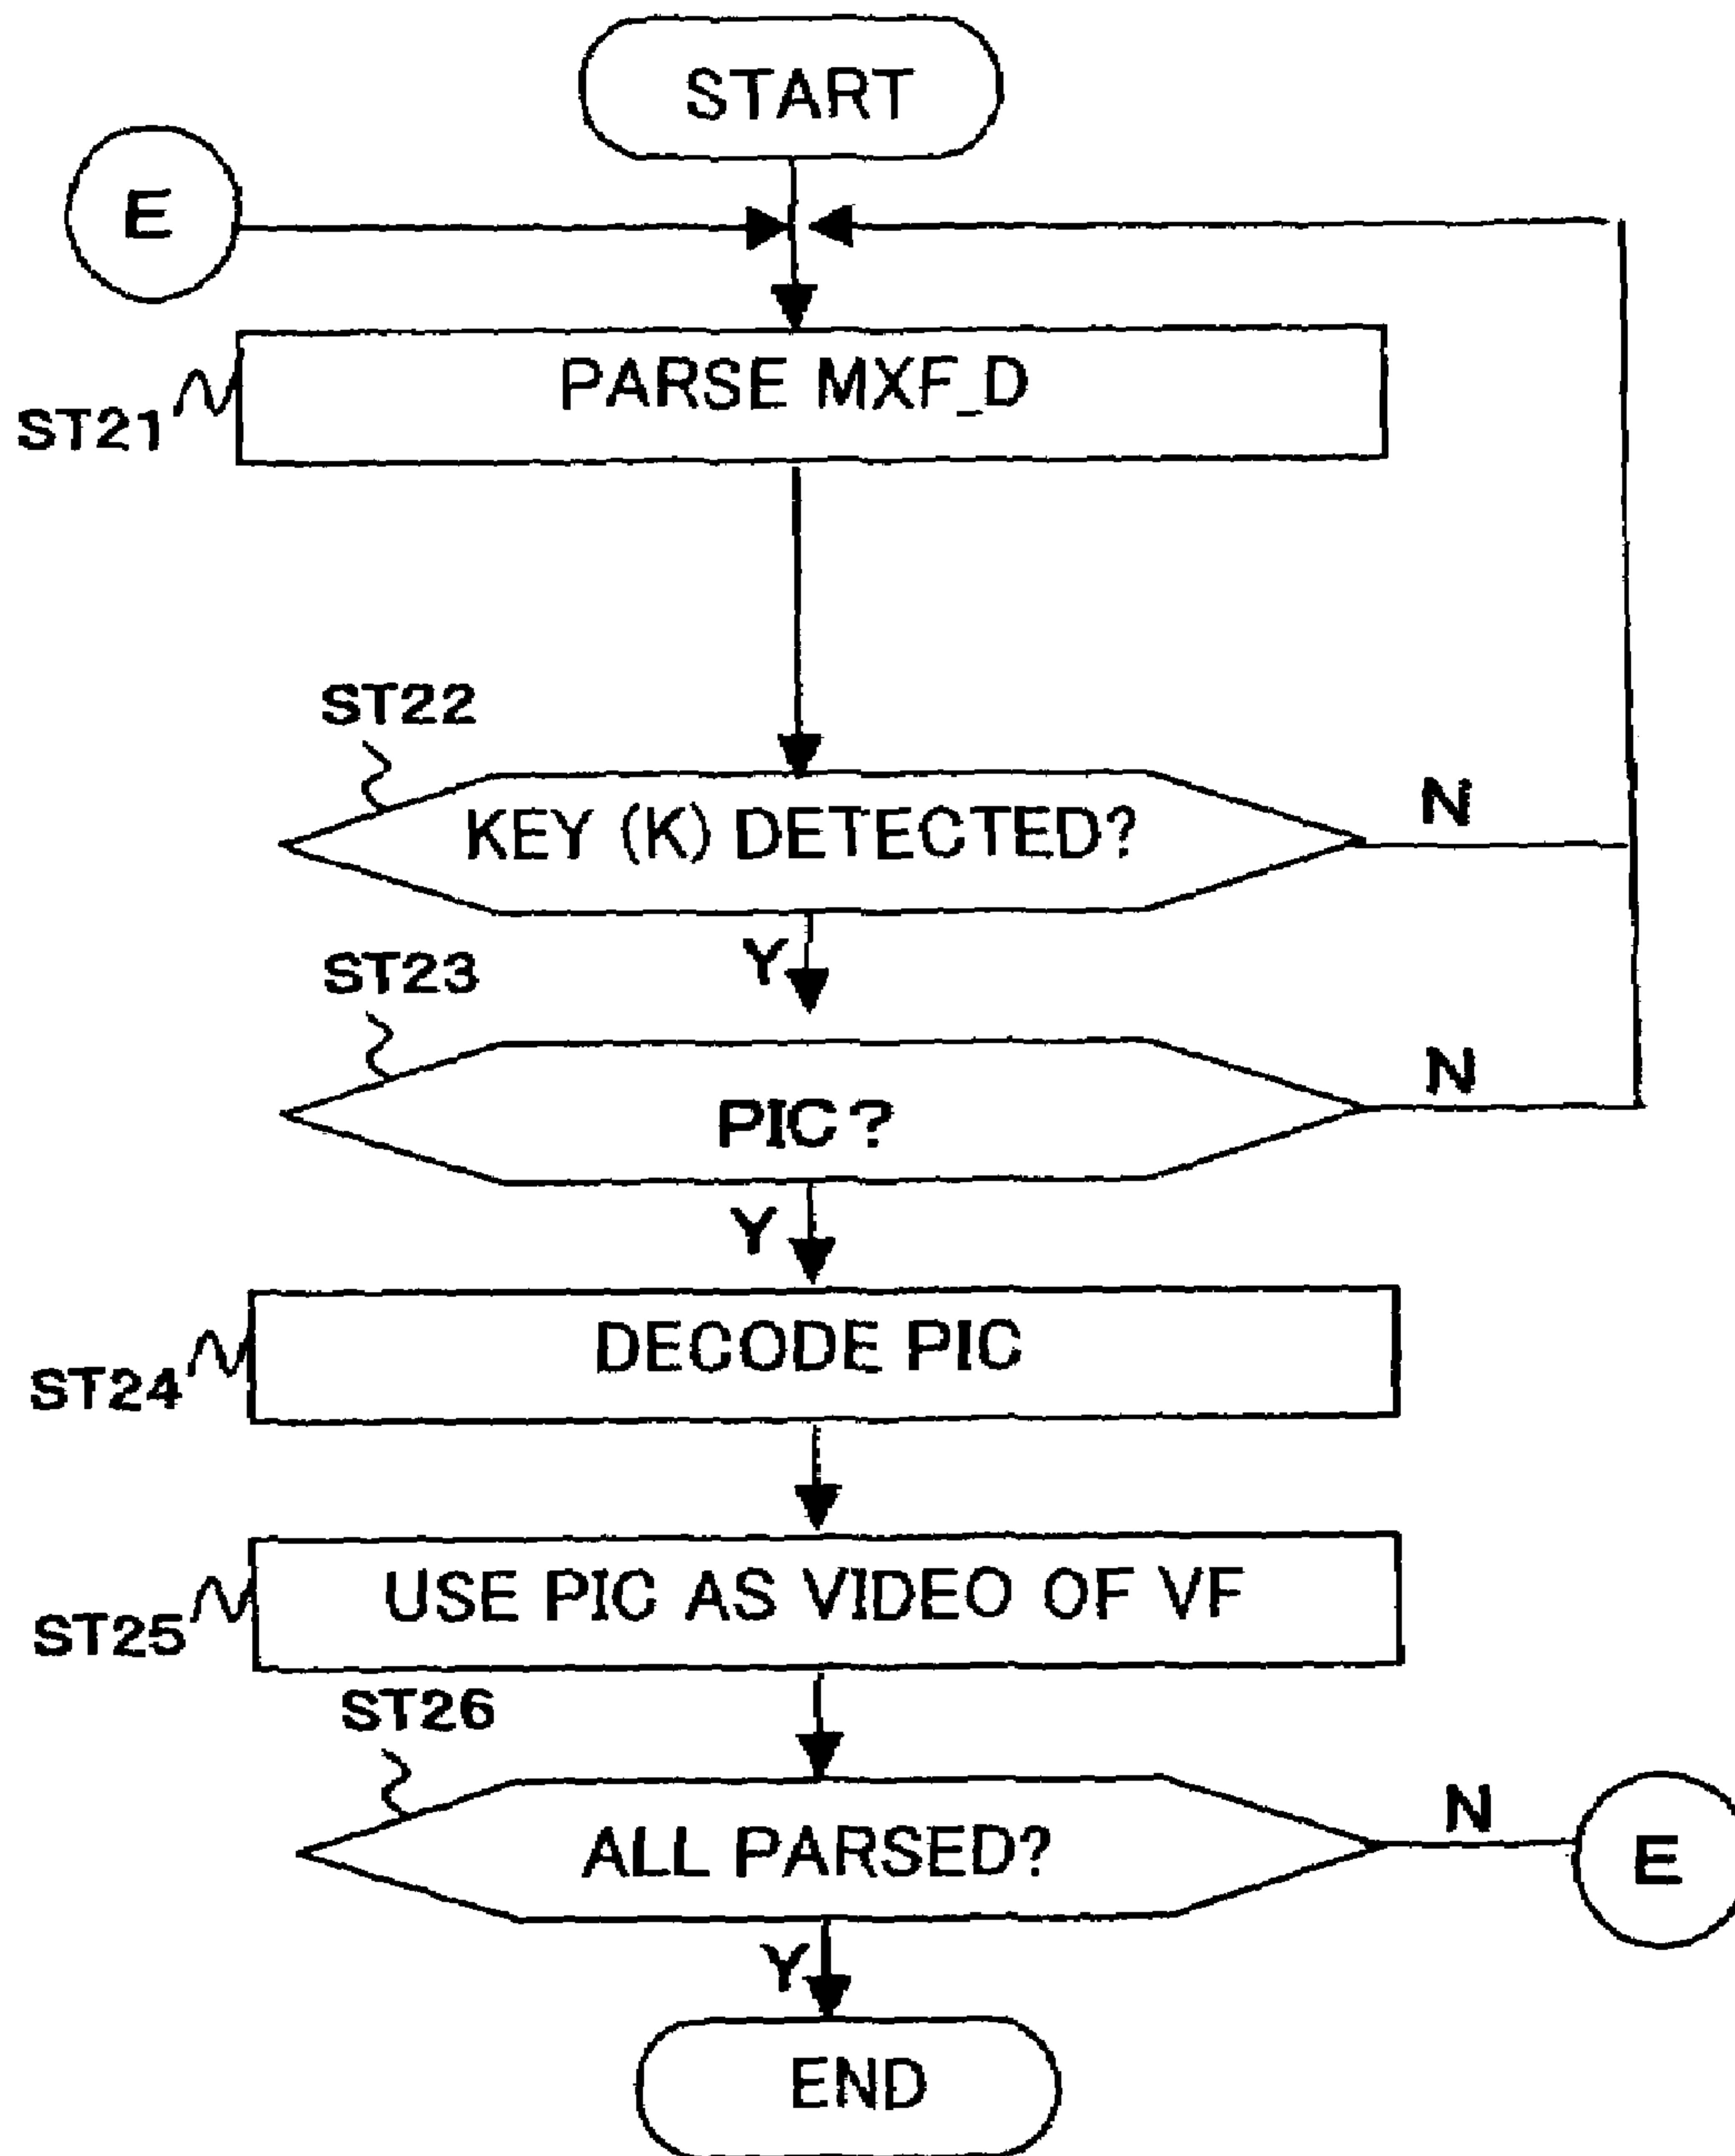 START
E
PARSE MXF_D
ST21
ST22
KEY (K) DETECTED?
N
Y
ST23
PIC?
N
Y
DECODE PIC
ST24
USE PIC AS VIDEO OF VF
ST25
ST26
ALL PARSED?
N
E
Y
END